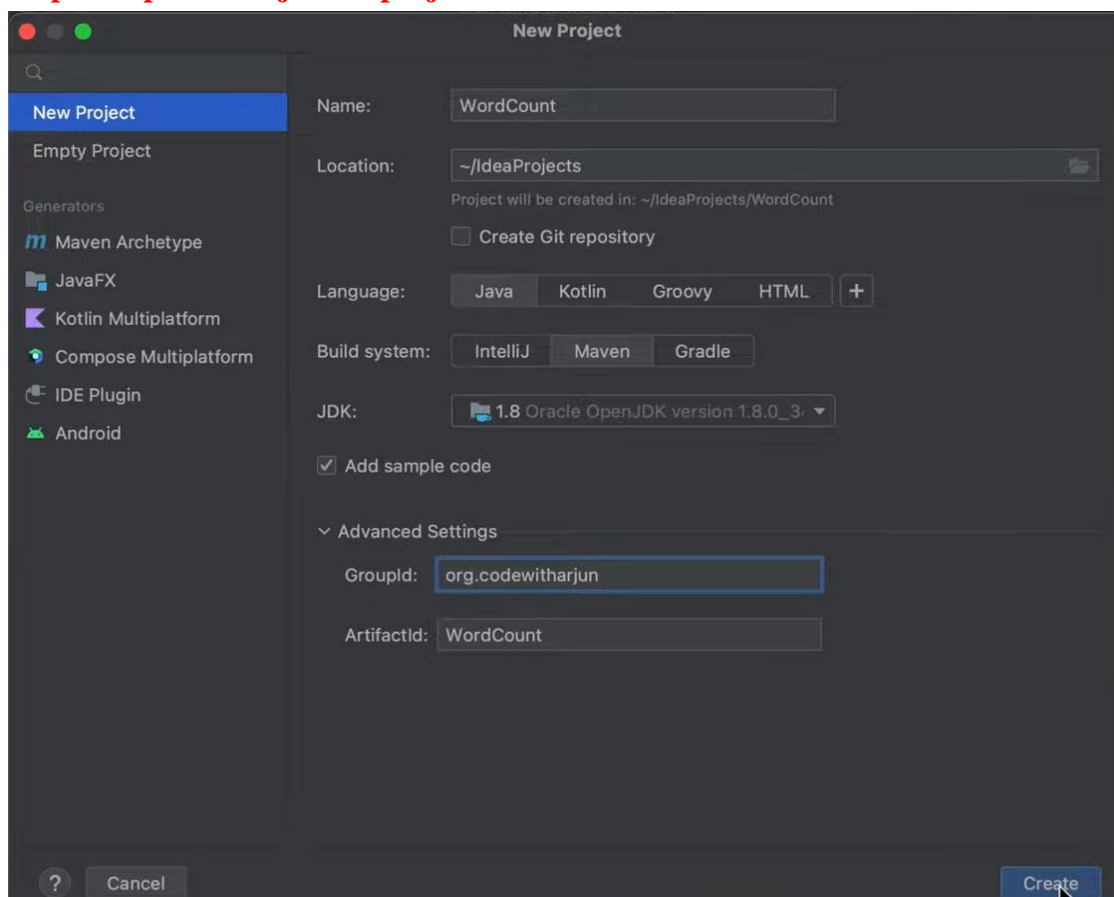 New Project
New Project
Empty Project
Generators
Maven Archetype
JavaFX
Kotlin Multiplatform
Compose Multiplatform
IDE Plugin
Android
Name: WordCount
Location: ~/IdeaProjects
Project will be created in: ~/IdeaProjects/WordCount
Create Git repository
Language: Java Kotlin Groovy HTML +
Build system: IntelliJ Maven Gradle
JDK: 1.8 Oracle OpenJDK version 1.8.0_3
Add sample code
Advanced Settings
GroupId: org.codewitharjun
ArtifactId: WordCount
? Cancel Create